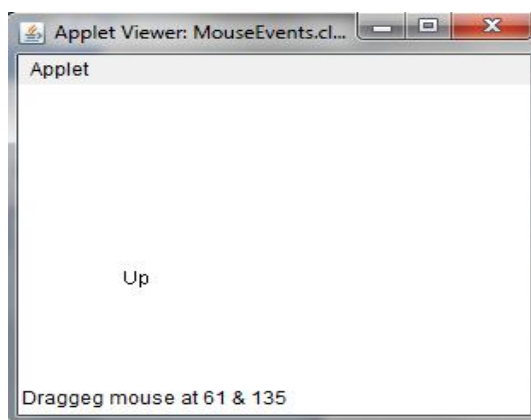 Applet Viewer: MouseEvents.cl...
Applet
Up
Draggeg mouse at 61 & 135